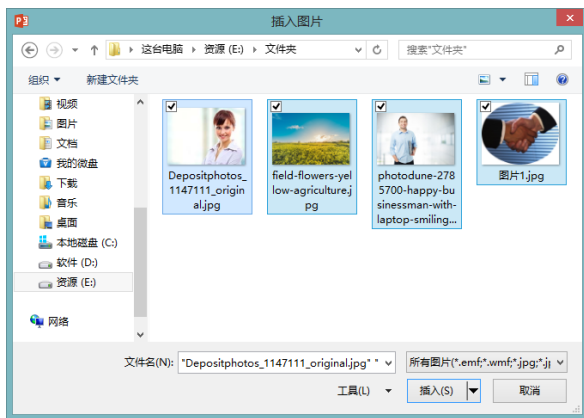 插入图片
这台电脑 ▸ 资源 (E:) ▸ 文件夹
搜索"文件夹"
组织
新建文件夹
视频
图片
文档
我的微盘
下载
音乐
桌面
本地磁盘 (C:)
软件 (D:)
资源 (E:)
网络
Depositphotos_
1147111_origin
al.jpg
field-flowers-yel
low-agriculture.j
pg
photodune-278
5700-happy-bu
sinessman-with-
laptop-smiling...
图片1.jpg
文件名(N):
"Depositphotos_1147111_original.jpg" "
所有图片(*.emf;*.wmf;*.jpg;*.j
工具(L)
插入(S)
取消